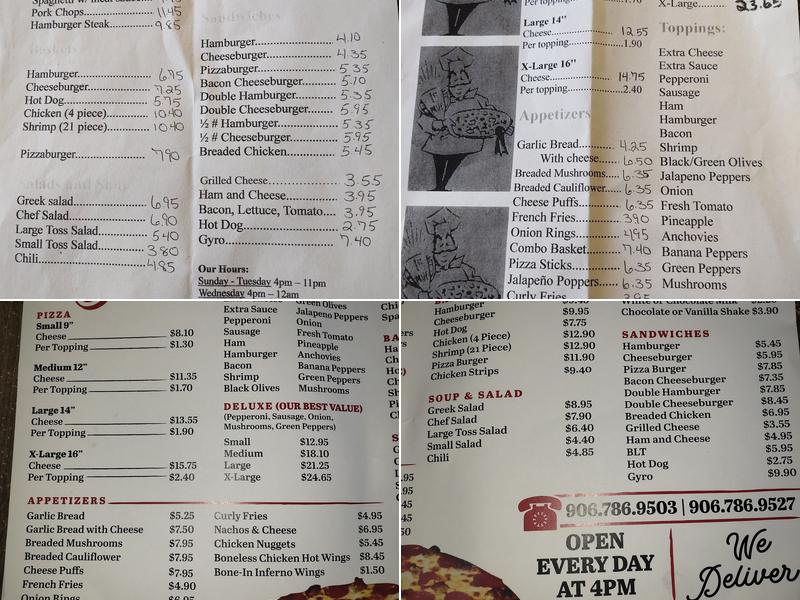 Spaghetti w/ meat sauce
Pork Chops.............. 11.45
Hamburger Steak......... 9.85
Baskets
Hamburger................ 6.95
Cheeseburger............. 7.25
Hot Dog.................. 5.75
Chicken (4 piece)........ 10.40
Shrimp (21 piece)........ 10.40
Pizzaburger.............. 7.90
Salads and Soup
Greek salad.............. 6.95
Chef Salad............... 6.90
Large Toss Salad......... 5.40
Small Toss Salad......... 3.80
Chili.................... 4.85
Sandwiches
Hamburger................ 4.10
Cheeseburger............. 4.35
Pizzaburger.............. 5.35
Bacon Cheeseburger....... 5.10
Double Hamburger......... 5.35
Double Cheeseburger...... 5.95
½ # Hamburger............ 5.35
½ # Cheeseburger......... 5.95
Breaded Chicken.......... 5.45
Grilled Cheese........... 3.55
Ham and Cheese........... 3.95
Bacon, Lettuce, Tomato.... 3.95
Hot Dog.................. 2.75
Gyro..................... 7.40
Our Hours:
Sunday - Tuesday 4pm – 11pm
Wednesday 4pm – 12am
Per topping
Large 14"
Cheese................... 12.55
Per topping.............. 1.90
X-Large 16"
Cheese................... 14.75
Per topping.............. 2.40
Appetizers
Garlic Bread............. 4.25
With cheese.............. 6.50
Breaded Mushrooms........ 6.35
Breaded Cauliflower...... 6.35
Cheese Puffs............. 6.35
French Fries............. 3.90
Onion Rings.............. 4.95
Combo Basket............. 7.40
Pizza Sticks............. 6.35
Jalapeño Poppers......... 6.35
Curly Fries
X-Large........ 23.65
Toppings:
Extra Cheese
Extra Sauce
Pepperoni
Sausage
Ham
Hamburger
Bacon
Shrimp
Black/Green Olives
Jalapeno Peppers
Onion
Fresh Tomato
Pineapple
Anchovies
Banana Peppers
Green Peppers
Mushrooms
PIZZA
Small 9"
Cheese $8.10
Per Topping $1.30
Medium 12"
Cheese $11.35
Per Topping $1.70
Large 14"
Cheese $13.55
Per Topping $1.90
X-Large 16"
Cheese $15.75
Per Topping $2.40
Extra Sauce
Pepperoni
Sausage
Ham
Hamburger
Bacon
Shrimp
Black Olives
Green Olives
Jalapeno Peppers
Onion
Fresh Tomato
Pineapple
Anchovies
Banana Peppers
Green Peppers
Mushrooms
DELUXE (OUR BEST VALUE)
(Pepperoni, Sausage, Onion,
Mushrooms, Green Peppers)
Small $12.95
Medium $18.10
Large $21.25
X-Large $24.65
APPETIZERS
Garlic Bread $5.25
Garlic Bread with Cheese $7.50
Breaded Mushrooms $7.95
Breaded Cauliflower $7.95
Cheese Puffs $7.95
French Fries $4.90
Onion Rings $6.95
Curly Fries $4.95
Nachos & Cheese $6.95
Chicken Nuggets $5.45
Boneless Chicken Hot Wings $8.45
Bone-In Inferno Wings $1.50
Hamburger
Cheeseburger $9.95
Hot Dog $7.75
Chicken (4 Piece) $12.90
Shrimp (21 Piece) $12.90
Pizza Burger $11.90
Chicken Strips $9.40
SOUP & SALAD
Greek Salad $8.95
Chef Salad $7.90
Large Toss Salad $6.40
Small Salad $4.40
Chili $4.85
White or Chocolate Milk
Chocolate or Vanilla Shake $3.90
SANDWICHES
Hamburger $5.45
Cheeseburger $5.95
Pizza Burger $7.85
Bacon Cheeseburger $7.35
Double Hamburger $7.85
Double Cheeseburger $8.45
Breaded Chicken $6.95
Grilled Cheese $3.55
Ham and Cheese $4.95
BLT $5.95
Hot Dog $2.75
Gyro $9.90
906.786.9503 | 906.786.9527
OPEN
EVERY DAY
AT 4PM
We
Deliver